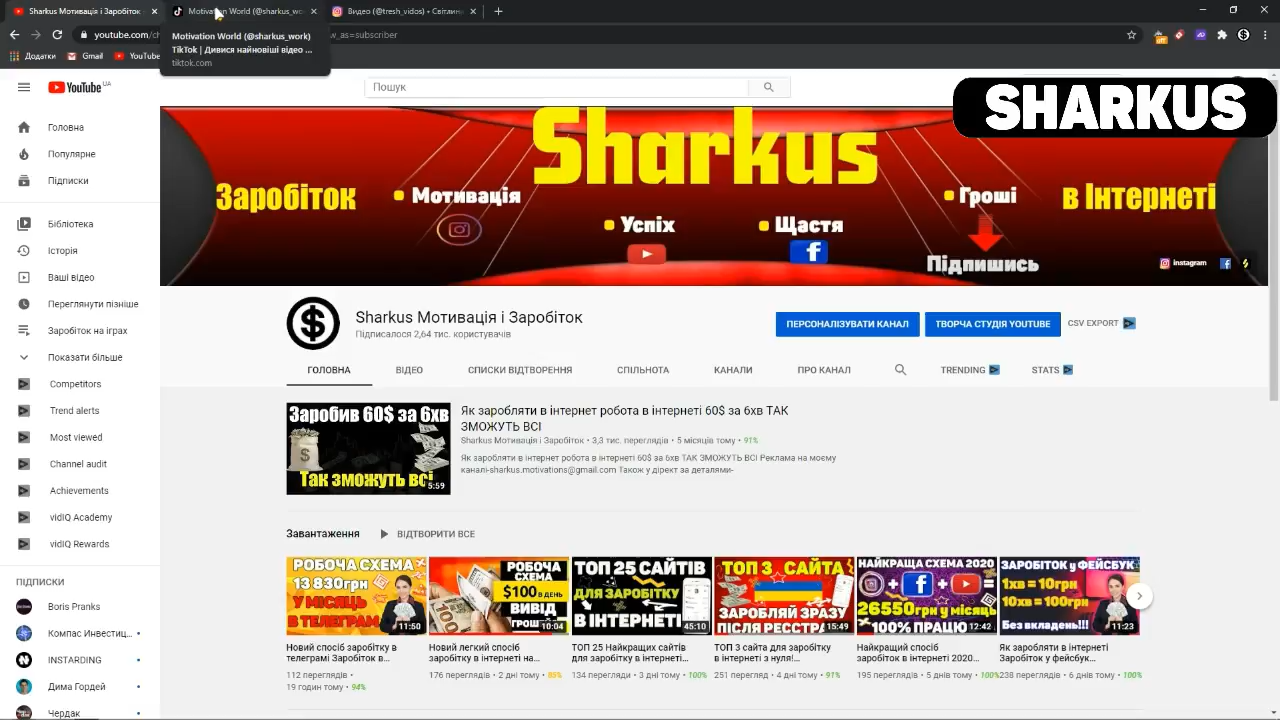 Sharkus Мотивація і Заробіток
Motivation World (@sharkus_wo
Видео (@tresh_vidos) • Світлин
youtube.com/c
w_as=subscriber
Motivation World (@sharkus_work)
TikTok | Дивися найновіші відео ...
tiktok.com
Додатки
Gmail
YouTube
YouTube UA
Пошук
SHARKUS
Головна
Популярне
Підписки
Бібліотека
Історія
Ваші відео
Переглянути пізніше
Заробіток на іграх
Показати більше
Competitors
Trend alerts
Most viewed
Channel audit
Achievements
vidIQ Academy
vidIQ Rewards
ПІДПИСКИ
Boris Pranks
Компас Инвестиц...
INSTARDING
Дима Гордей
Чердак
Sharkus
Заробіток
Мотивація
Успіх
Щастя
Гроші
в Інтернеті
Підпишись
Instagram
Sharkus Мотивація і Заробіток
Підписалося 2,64 тис. користувачів
ПЕРСОНАЛІЗУВАТИ КАНАЛ
ТВОРЧА СТУДІЯ YOUTUBE
CSV EXPORT
ГОЛОВНА
ВІДЕО
СПИСКИ ВІДТВОРЕННЯ
СПІЛЬНОТА
КАНАЛИ
ПРО КАНАЛ
TRENDING
STATS
Заробив 60$ за 6хв
Так зможуть всі
5:59
Як заробляти в інтернет робота в інтернеті 60$ за 6хв ТАК
ЗМОЖУТЬ ВСІ
Sharkus Мотивація і Заробіток • 3,3 тис. переглядів • 5 місяців тому • 91%
Як заробляти в інтернет робота в інтернеті 60$ за 6хв ТАК ЗМОЖУТЬ ВСІ Реклама на моєму
каналі-sharkus.motivations@gmail.com Також у дірект за деталями-
Завантаження
ВІДТВОРИТИ ВСЕ
РОБОЧА СХЕМА
13 830грн
У МІСЯЦЬ
В ТЕЛЕГРАМ
11:50
Новий спосіб заробітку в
телеграмі Заробіток в...
112 переглядів •
19 годин тому • 94%
РОБОЧА
СХЕМА
$100 В ДЕНЬ
ВИВІД
ГРОШ
10:04
Новий легкий спосіб
заробітку в інтернеті на...
176 переглядів • 2 дні тому • 85%
ТОП 25 САЙТІВ
ДЛЯ ЗАРОБІТКУ
В ІНТЕРНЕТІ
45:10
ТОП 25 Найкращих сайтів
для заробітку в інтернеті...
134 перегляди • 3 дні тому • 100%
ТОП 3 САЙТА
ЗАРОБЛЯЙ ЗРАЗУ
ПІСЛЯ РЕЄСТРА
15:49
ТОП 3 сайта для заробітку
в інтернеті з нуля!...
251 перегляд • 4 дні тому • 91%
НАЙКРАЩА СХЕМА 2020
26550грн у місяць
100% ПРАЦЮ
12:42
Найкращий спосіб
заробіток в інтернеті 2020...
195 переглядів • 5 днів тому • 100%
ЗАРОБІТОК у ФЕЙСБУК
1хв = 10грн
10хв = 100грн
Без вкладень!!!
11:23
Як заробляти в інтернеті
Заробіток у фейсбук...
238 переглядів • 6 днів тому • 100%